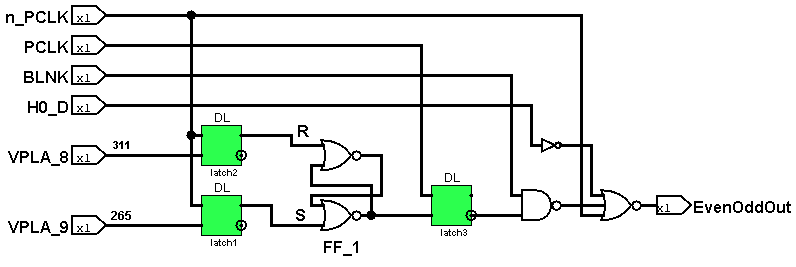 n_PCLK x1
PCLK x1
BLNK x1
H0_D x1
DL
R
VPLA_8 x1 311
latch2
DL
DL
VPLA_9 x1 265
S
x1 EvenOddOut
latch1
latch3
FF_1